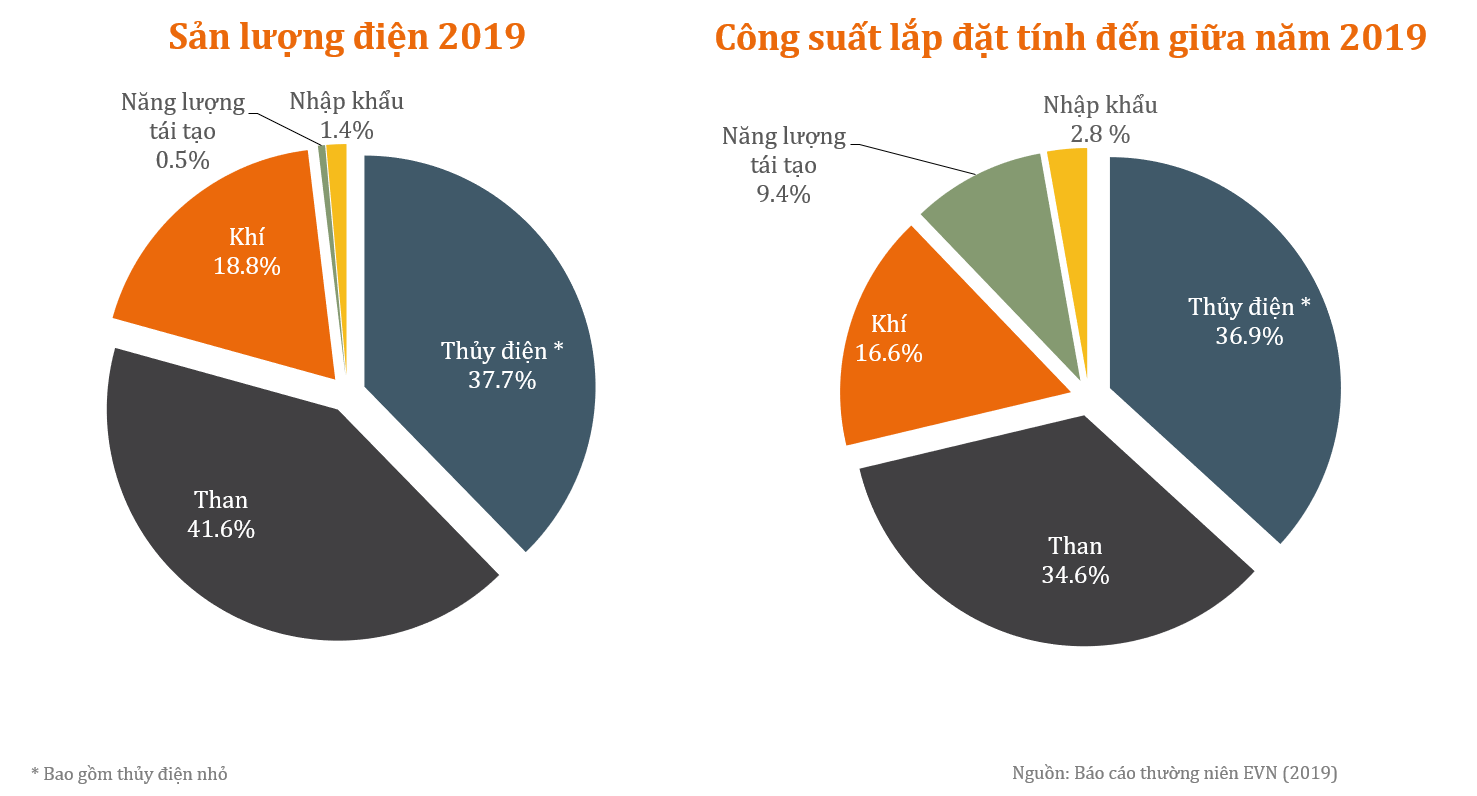 Sản lượng điện 2019
Năng lượng
tái tạo
0.5%
Nhập khẩu
1.4%
Khí
18.8%
Thủy điện *
37.7%
Than
41.6%
Công suất lắp đặt tính đến giữa năm 2019
Năng lượng
tái tạo
9.4%
Nhập khẩu
2.8 %
Thủy điện *
36.9%
Khí
16.6%
Than
34.6%
* Bao gồm thủy điện nhỏ
Nguồn: Báo cáo thường niên EVN (2019)